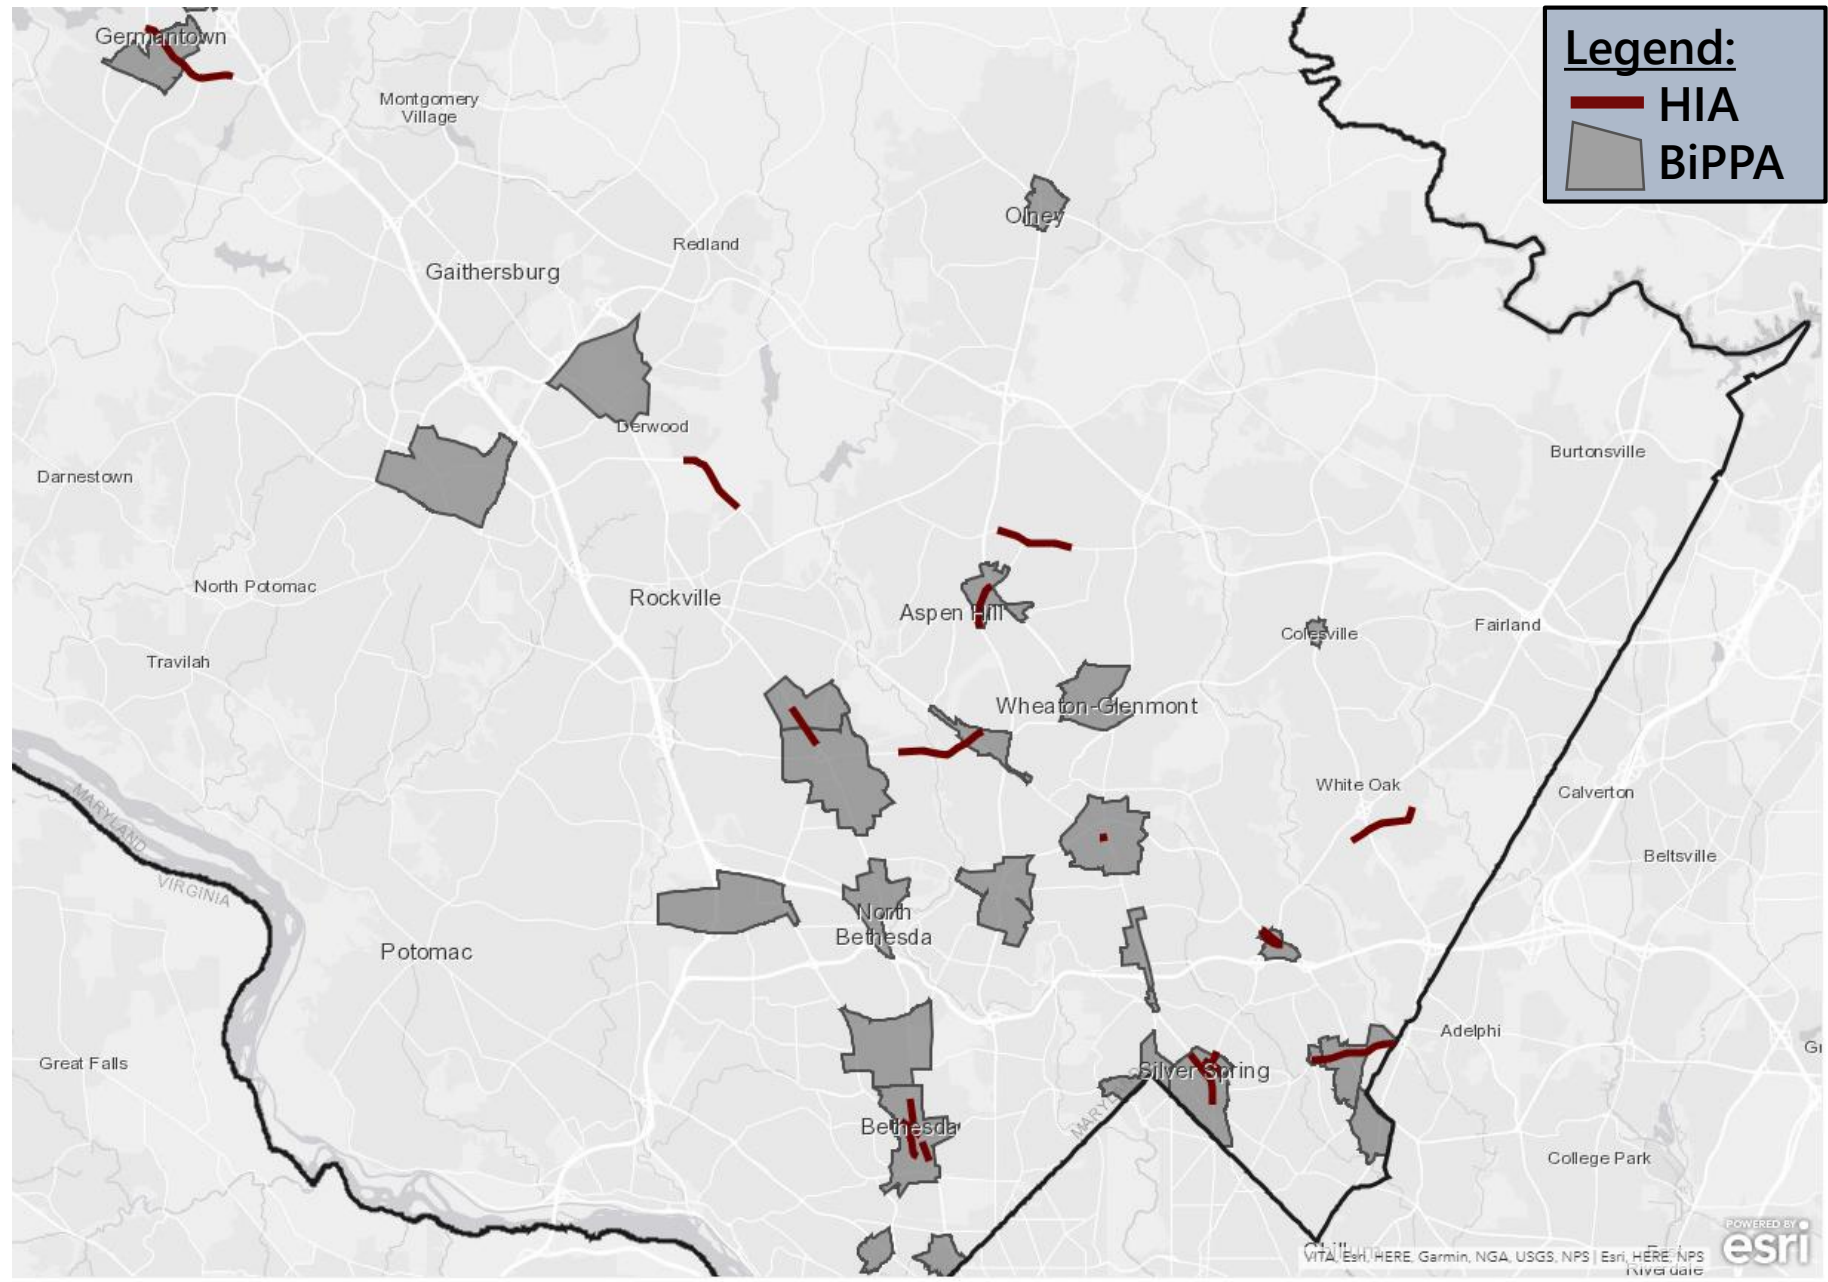 Legend:
HIA
BiPPA
Germantown
Montgomery
Village
Olney
Redland
Gaithersburg
Derwood
Burtonsville
Darnestown
North Potomac
Rockville
Aspen Hill
Colesville
Fairland
Travilah
Wheaton-Glenmont
White Oak
Calverton
MARYLAND
VIRGINIA
Beltsville
North
Bethesda
Potomac
Adelphi
Great Falls
Silver Spring
Bethesda
College Park
POWERED BY
esri
VITA, Esri, HERE, Garmin, NGA, USGS, NPS | Esri, HERE, NPS
Riverdale